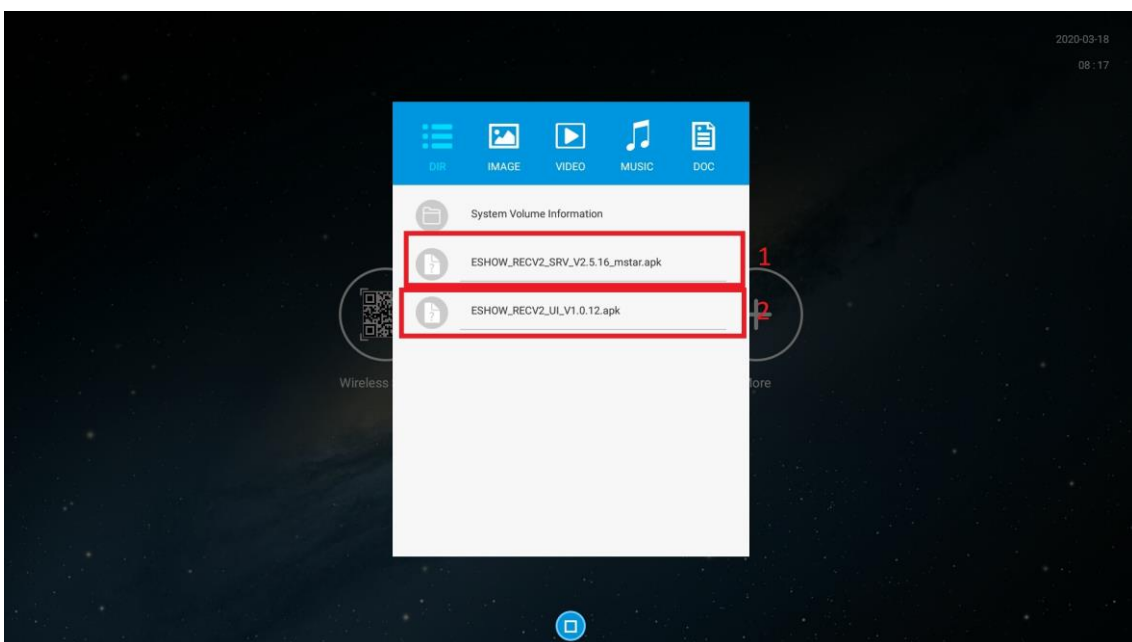 2020-03-18
08 : 17
DIR IMAGE VIDEO MUSIC DOC
System Volume Information
ESHOW_RECV2_SRV_V2.5.16_mstar.apk
1
ESHOW_RECV2_UI_V1.0.12.apk
2
Wireless
ore